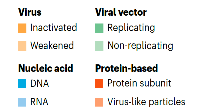 Virus
Inactivated
Weakened
Viral vector
Replicating
Non-replicating
Nucleic acid
DNA
RNA
Protein-based
Protein subunit
Virus-like particles